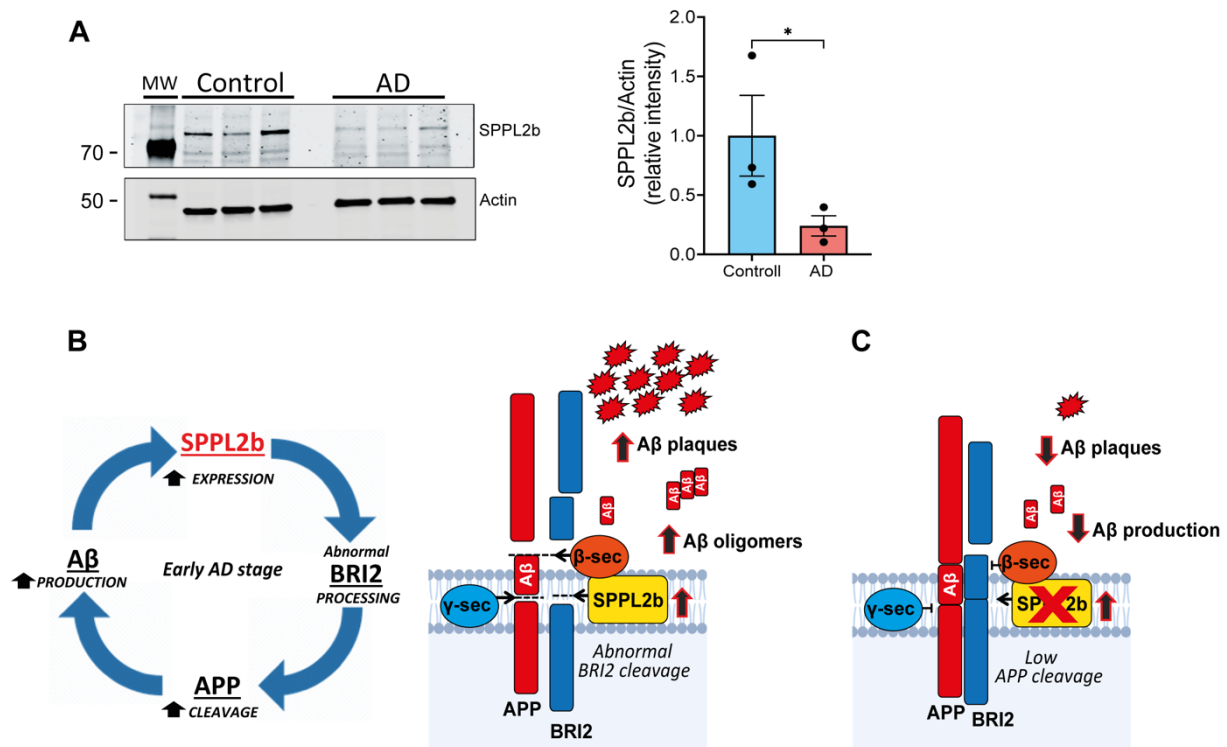 A
MW Control AD
SPPL2b
70 -
50 -
Actin
SPPL2b/Actin
(relative intensity)
2.0
1.5
1.0
0.5
0.0
*
Controll AD
B
SPPL2b
EXPRESSION
Abnormal
BRI2
PROCESSING
APP
CLEAVAGE
Aβ
PRODUCTION
Early AD stage
Aβ plaques
Aβ
Aβ
Aβ
Aβ
Aβ oligomers
β-sec
Aβ
γ-sec
SPPL2b
Abnormal
BRI2 cleavage
APP
BRI2
C
Aβ plaques
Aβ
Aβ
Aβ production
β-sec
Aβ
γ-sec
SPPL2b
Low
APP cleavage
APP
BRI2